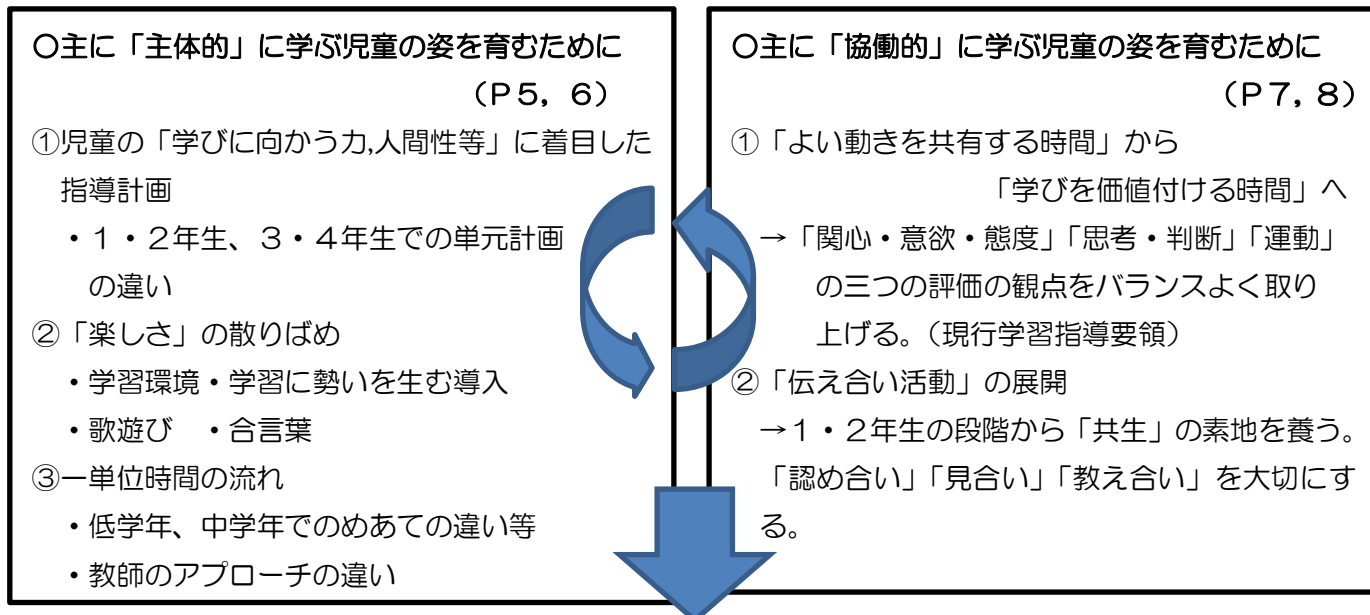 〇主に「主体的」に学ぶ児童の姿を育むために
（P５，６）
①児童の「学びに向かう力,人間性等」に着目した
指導計画
・１・２年生、３・４年生での単元計画
の違い
②「楽しさ」の散りばめ
・学習環境・学習に勢いを生む導入
・歌遊び　・合言葉
③一単位時間の流れ
・低学年、中学年でのめあての違い等
・教師のアプローチの違い
〇主に「協働的」に学ぶ児童の姿を育むために
（P７,８）
①「よい動きを共有する時間」から
「学びを価値付ける時間」へ
→「関心・意欲・態度」「思考・判断」「運動」
の三つの評価の観点をバランスよく取り
上げる。（現行学習指導要領）
②「伝え合い活動」の展開
→１・２年生の段階から「共生」の素地を養う。
「認め合い」「見合い」「教え合い」を大切にす
る。